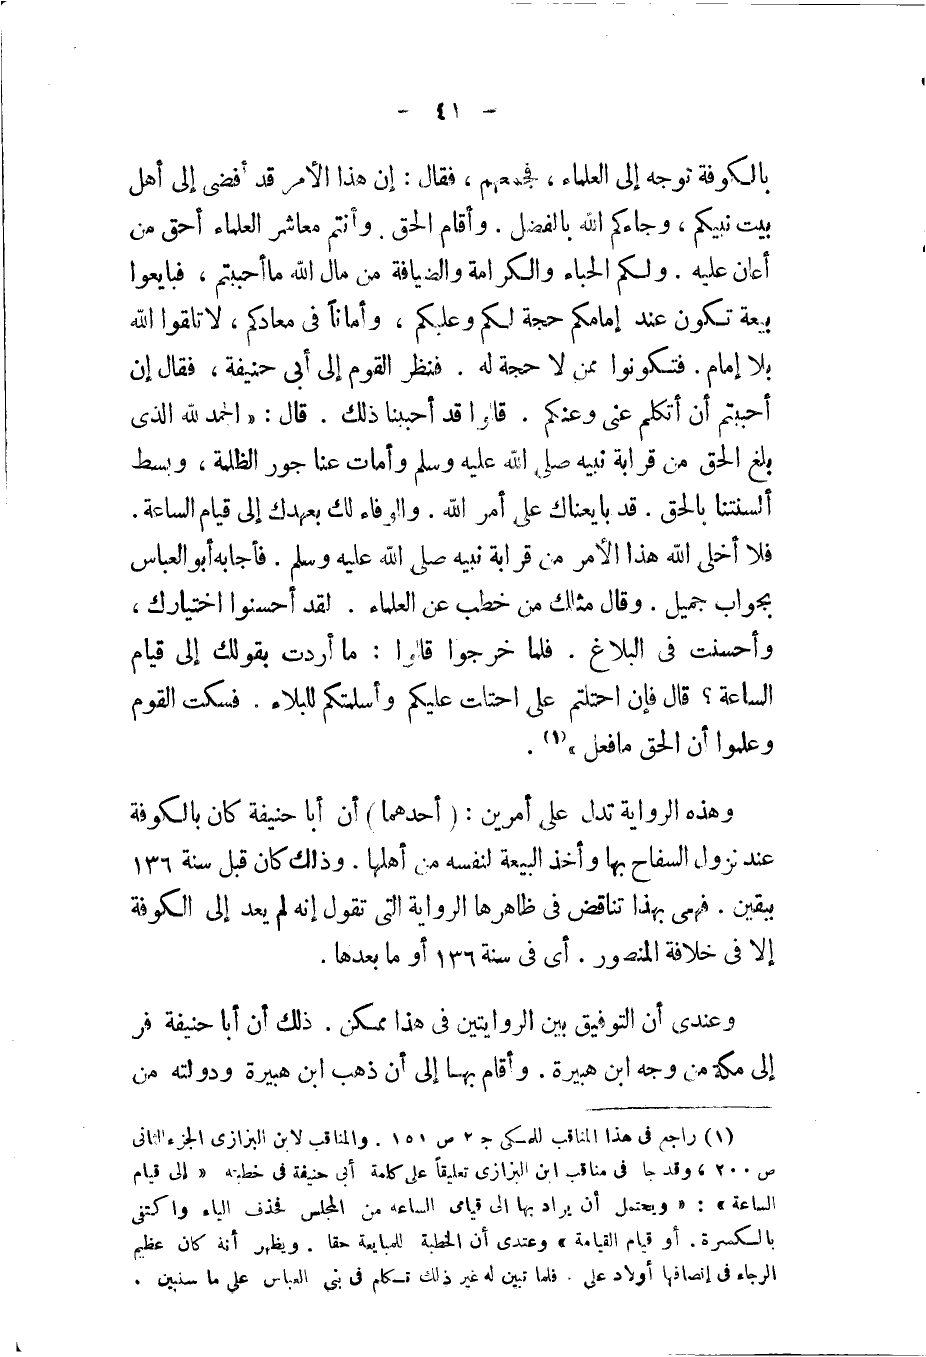 — ٤١ —
بالكوفة توجه إلى العلماء ، فجمعهم ، فقال : إن هذا الأمر قد أفضى إلى أهل
بيت نبيكم ، وجاءكم الله بالفضل . وأقام الحق . وأنتم معاشر العلماء أحق من
أعان عليه . ولكم الحباء والكرامة والضيافة من مال الله ما أحببتم ، فبايعوا
بيعة تكون عند إمامكم حجة لكم وعليكم ، وأماناً فى معادكم ، لا تلقوا الله
بلا إمام . فتكونوا ممن لا حجة له . فنظر القوم إلى أبى حنيفة ، فقال إن
أحببتم أن أتكلم عنى وعنكم . قالوا قد أحببنا ذلك . قال : « الحمد لله الذى
بلغ الحق من قرابة نبيه صلى الله عليه وسلم وأمات عنا جور الظلمة ، وبسط
ألسنتنا بالحق . قد بايعناك على أمر الله . والوفاء لك بعهدك إلى قيام الساعة .
فلا أخلى الله هذا الأمر من قرابة نبيه صلى الله عليه وسلم . فأجابه أبو العباس
بجواب جميل . وقال مثلك من خطب عن العلماء . لقد أحسنوا اختيارك ،
وأحسنت فى البلاغ . فلما خرجوا قالوا : ما أردت بقولك إلى قيام
الساعة ؟ قال فإن احتلتم على احتلت عليكم وأسلمتكم للبلاء . فسكت القوم
وعلموا أن الحق ما فعل »(١) .
وهذه الرواية تدل على أمرين : ( أحدهما ) أن أبا حنيفة كان بالكوفة
عند نزول السفاح بها وأخذ البيعة لنفسه من أهلها . وذلك كان قبل سنة ١٣٦
بيقين . فهى بهذا تناقض فى ظاهرها الرواية التى تقول إنه لم يعد إلى الكوفة
إلا فى خلافة المنصور . أى فى سنة ١٣٦ أو ما بعدها .
وعندى أن التوفيق بين الروايتين فى هذا ممكن . ذلك أن أبا حنيفة فر
إلى مكة من وجه ابن هبيرة . وأقام بها إلى أن ذهب ابن هبيرة ودولته من
(١) راجع فى هذا المناقب للمكى ج ٢ ص ١٥١ . والمناقب لابن البزازى الجزء الثانى
ص ٢٠٠ ، وقد جا فى مناقب ابن البزازى تعليقاً على كلمة أبى حنيفة فى خطبته « إلى قيام
الساعة » : « ويحتمل أن يراد بها الى قيامى الساعه من المجلس فحذف الياء واكتفى
بالكسرة . أو قيام القيامة » وعندى أن الخطبة للمبايعة حقا . ويظهر أنه كان عظيم
الرجاء فى إنصافها أولاد على . فلما تبين له غير ذلك تكلم فى بنى العباس على ما سنبين .